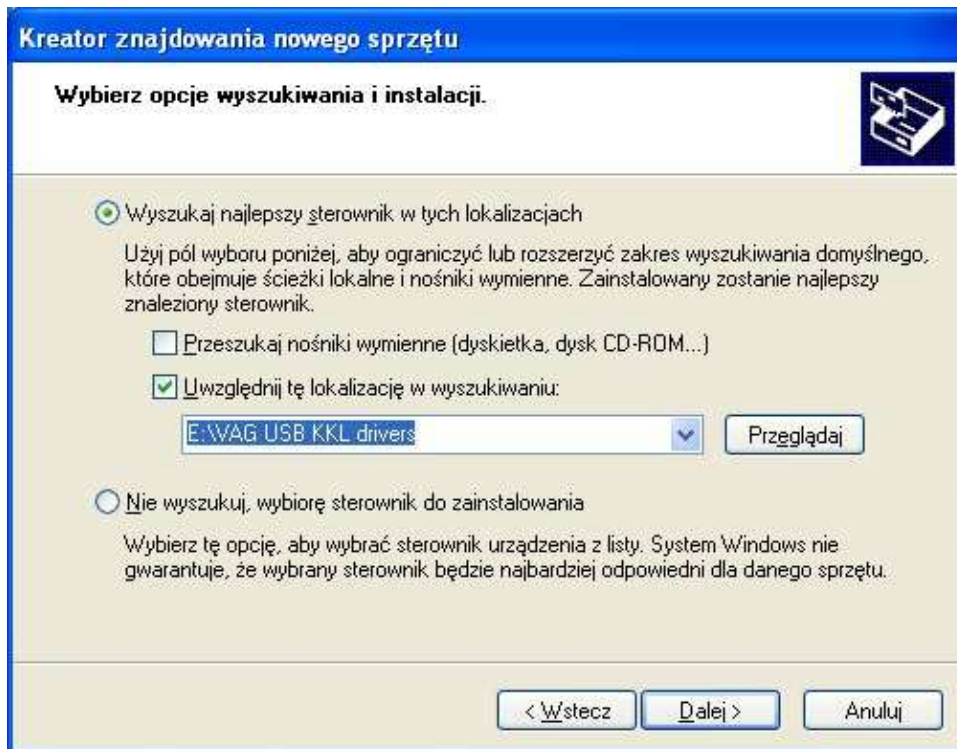 Kreator znajdowania nowego sprzętu
Wybierz opcje wyszukiwania i instalacji.
Wyszukaj najlepszy sterownik w tych lokalizacjach
Użyj pól wyboru poniżej, aby ograniczyć lub rozszerzyć zakres wyszukiwania domyślnego,
które obejmuje ścieżki lokalne i nośniki wymienne. Zainstalowany zostanie najlepszy
znaleziony sterownik.
Przeszukaj nośniki wymienne (dyskietka, dysk CD-ROM...)
Uwzględnij tę lokalizację w wyszukiwaniu:
E:\VAG USB KKL drivers
Przeglądaj
Nie wyszukuj, wybiorę sterownik do zainstalowania
Wybierz tę opcję, aby wybrać sterownik urządzenia z listy. System Windows nie
gwarantuje, że wybrany sterownik będzie najbardziej odpowiedni dla danego sprzętu.
< Wstecz
Dalej >
Anuluj